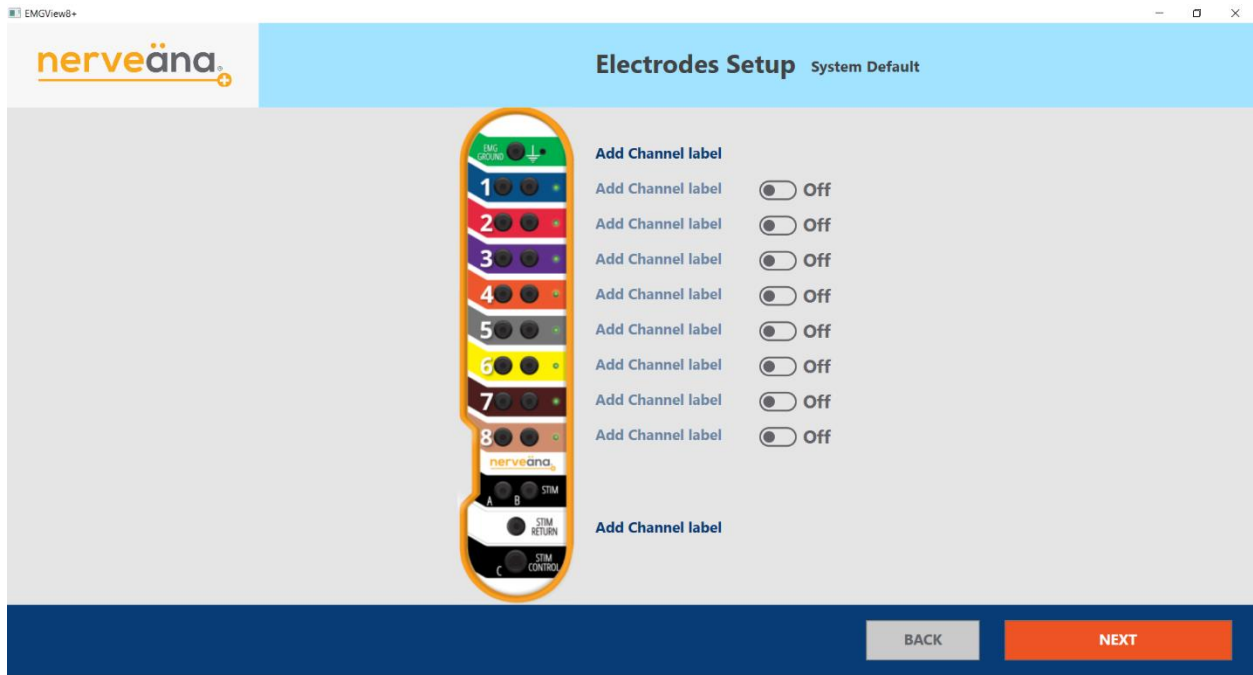 EMGView8+
nerveäna
Electrodes Setup System Default
EMG GROUND
Add Channel label
1 Add Channel label Off
2 Add Channel label Off
3 Add Channel label Off
4 Add Channel label Off
5 Add Channel label Off
6 Add Channel label Off
7 Add Channel label Off
8 Add Channel label Off
nerveäna
A B STIM
STIM RETURN
Add Channel label
C STIM CONTROL
BACK NEXT